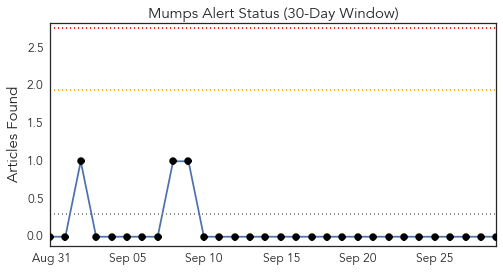 Mumps Alert Status (30-Day Window)
Articles Found
2.5
2.0
1.5
1.0
0.5
0.0
Aug 31 Sep 05 Sep 10 Sep 15 Sep 20 Sep 25